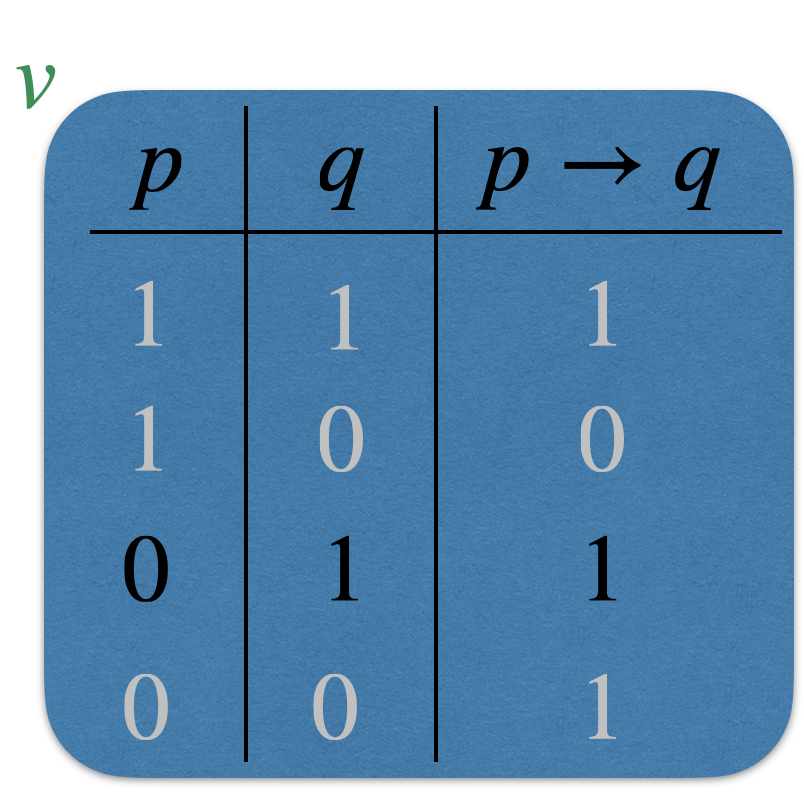 v
p q p → q
1 1 1
1 0 0
0 1 1
0 0 1